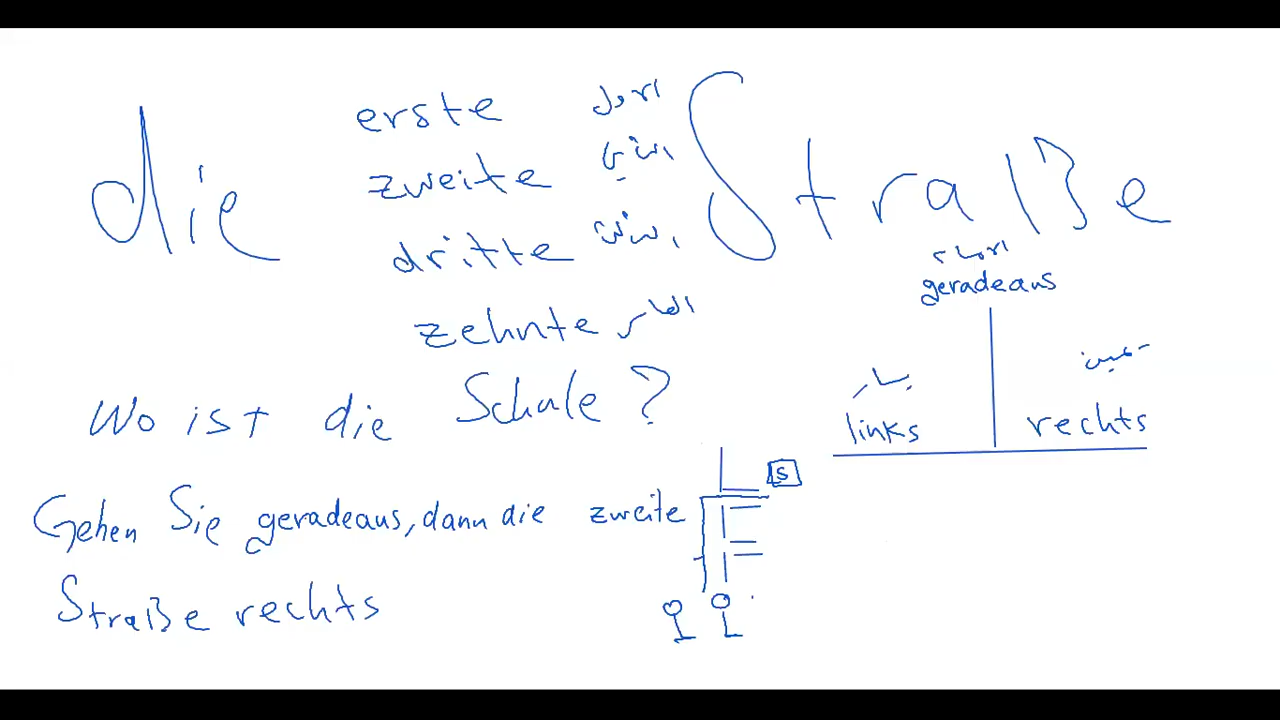 die erste Straße
zweite
dritte
zehnte
geradeaus
links rechts
Wo ist die Schule?
S
Gehen Sie geradeaus, dann die zweite
Straße rechts